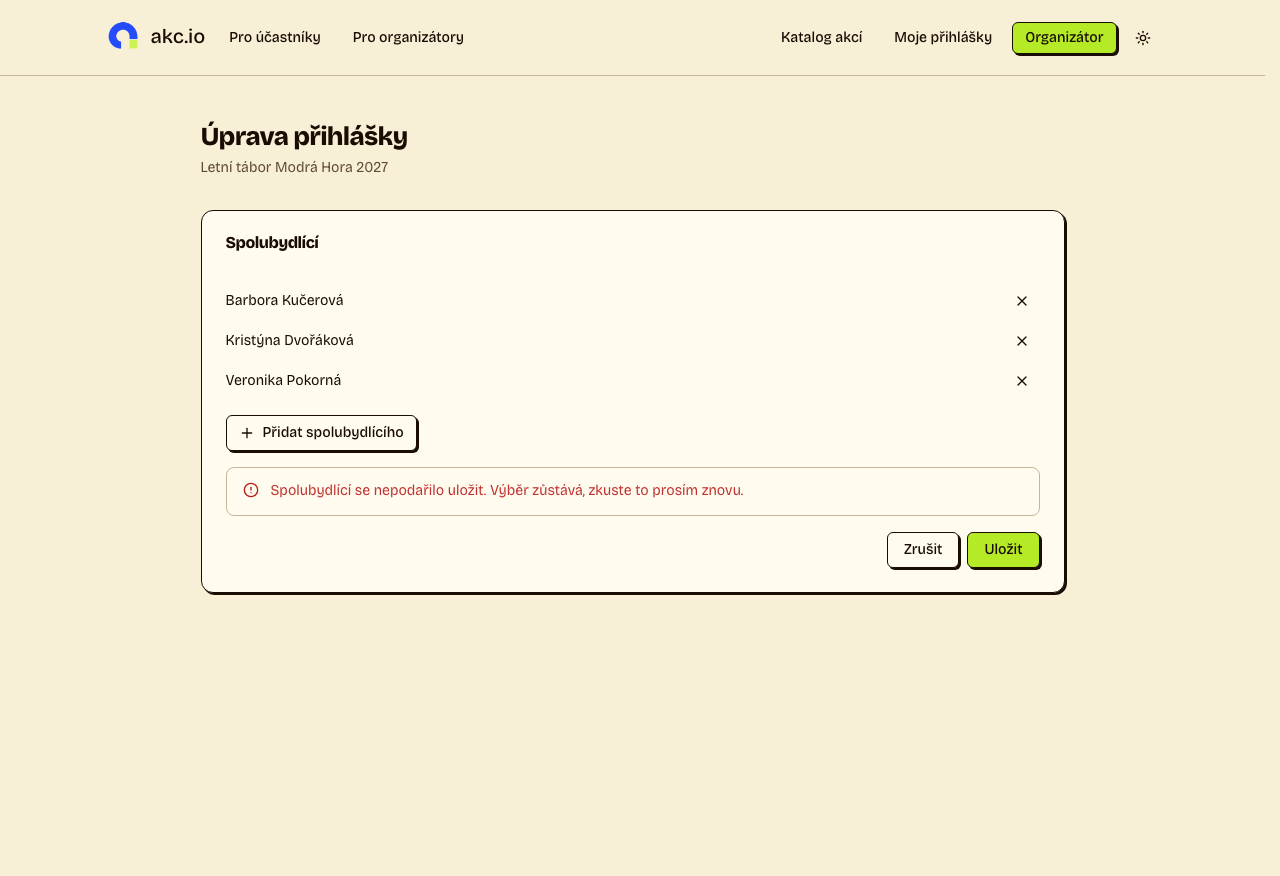 akc.io
Pro účastníky
Pro organizátory
Katalog akcí
Moje přihlášky
Organizátor
Úprava přihlášky
Letní tábor Modrá Hora 2027
Spolubydlící
Barbora Kučerová
Kristýna Dvořáková
Veronika Pokorná
Přidat spolubydlícího
Spolubydlící se nepodařilo uložit. Výběr zůstává, zkuste to prosím znovu.
Zrušit
Uložit